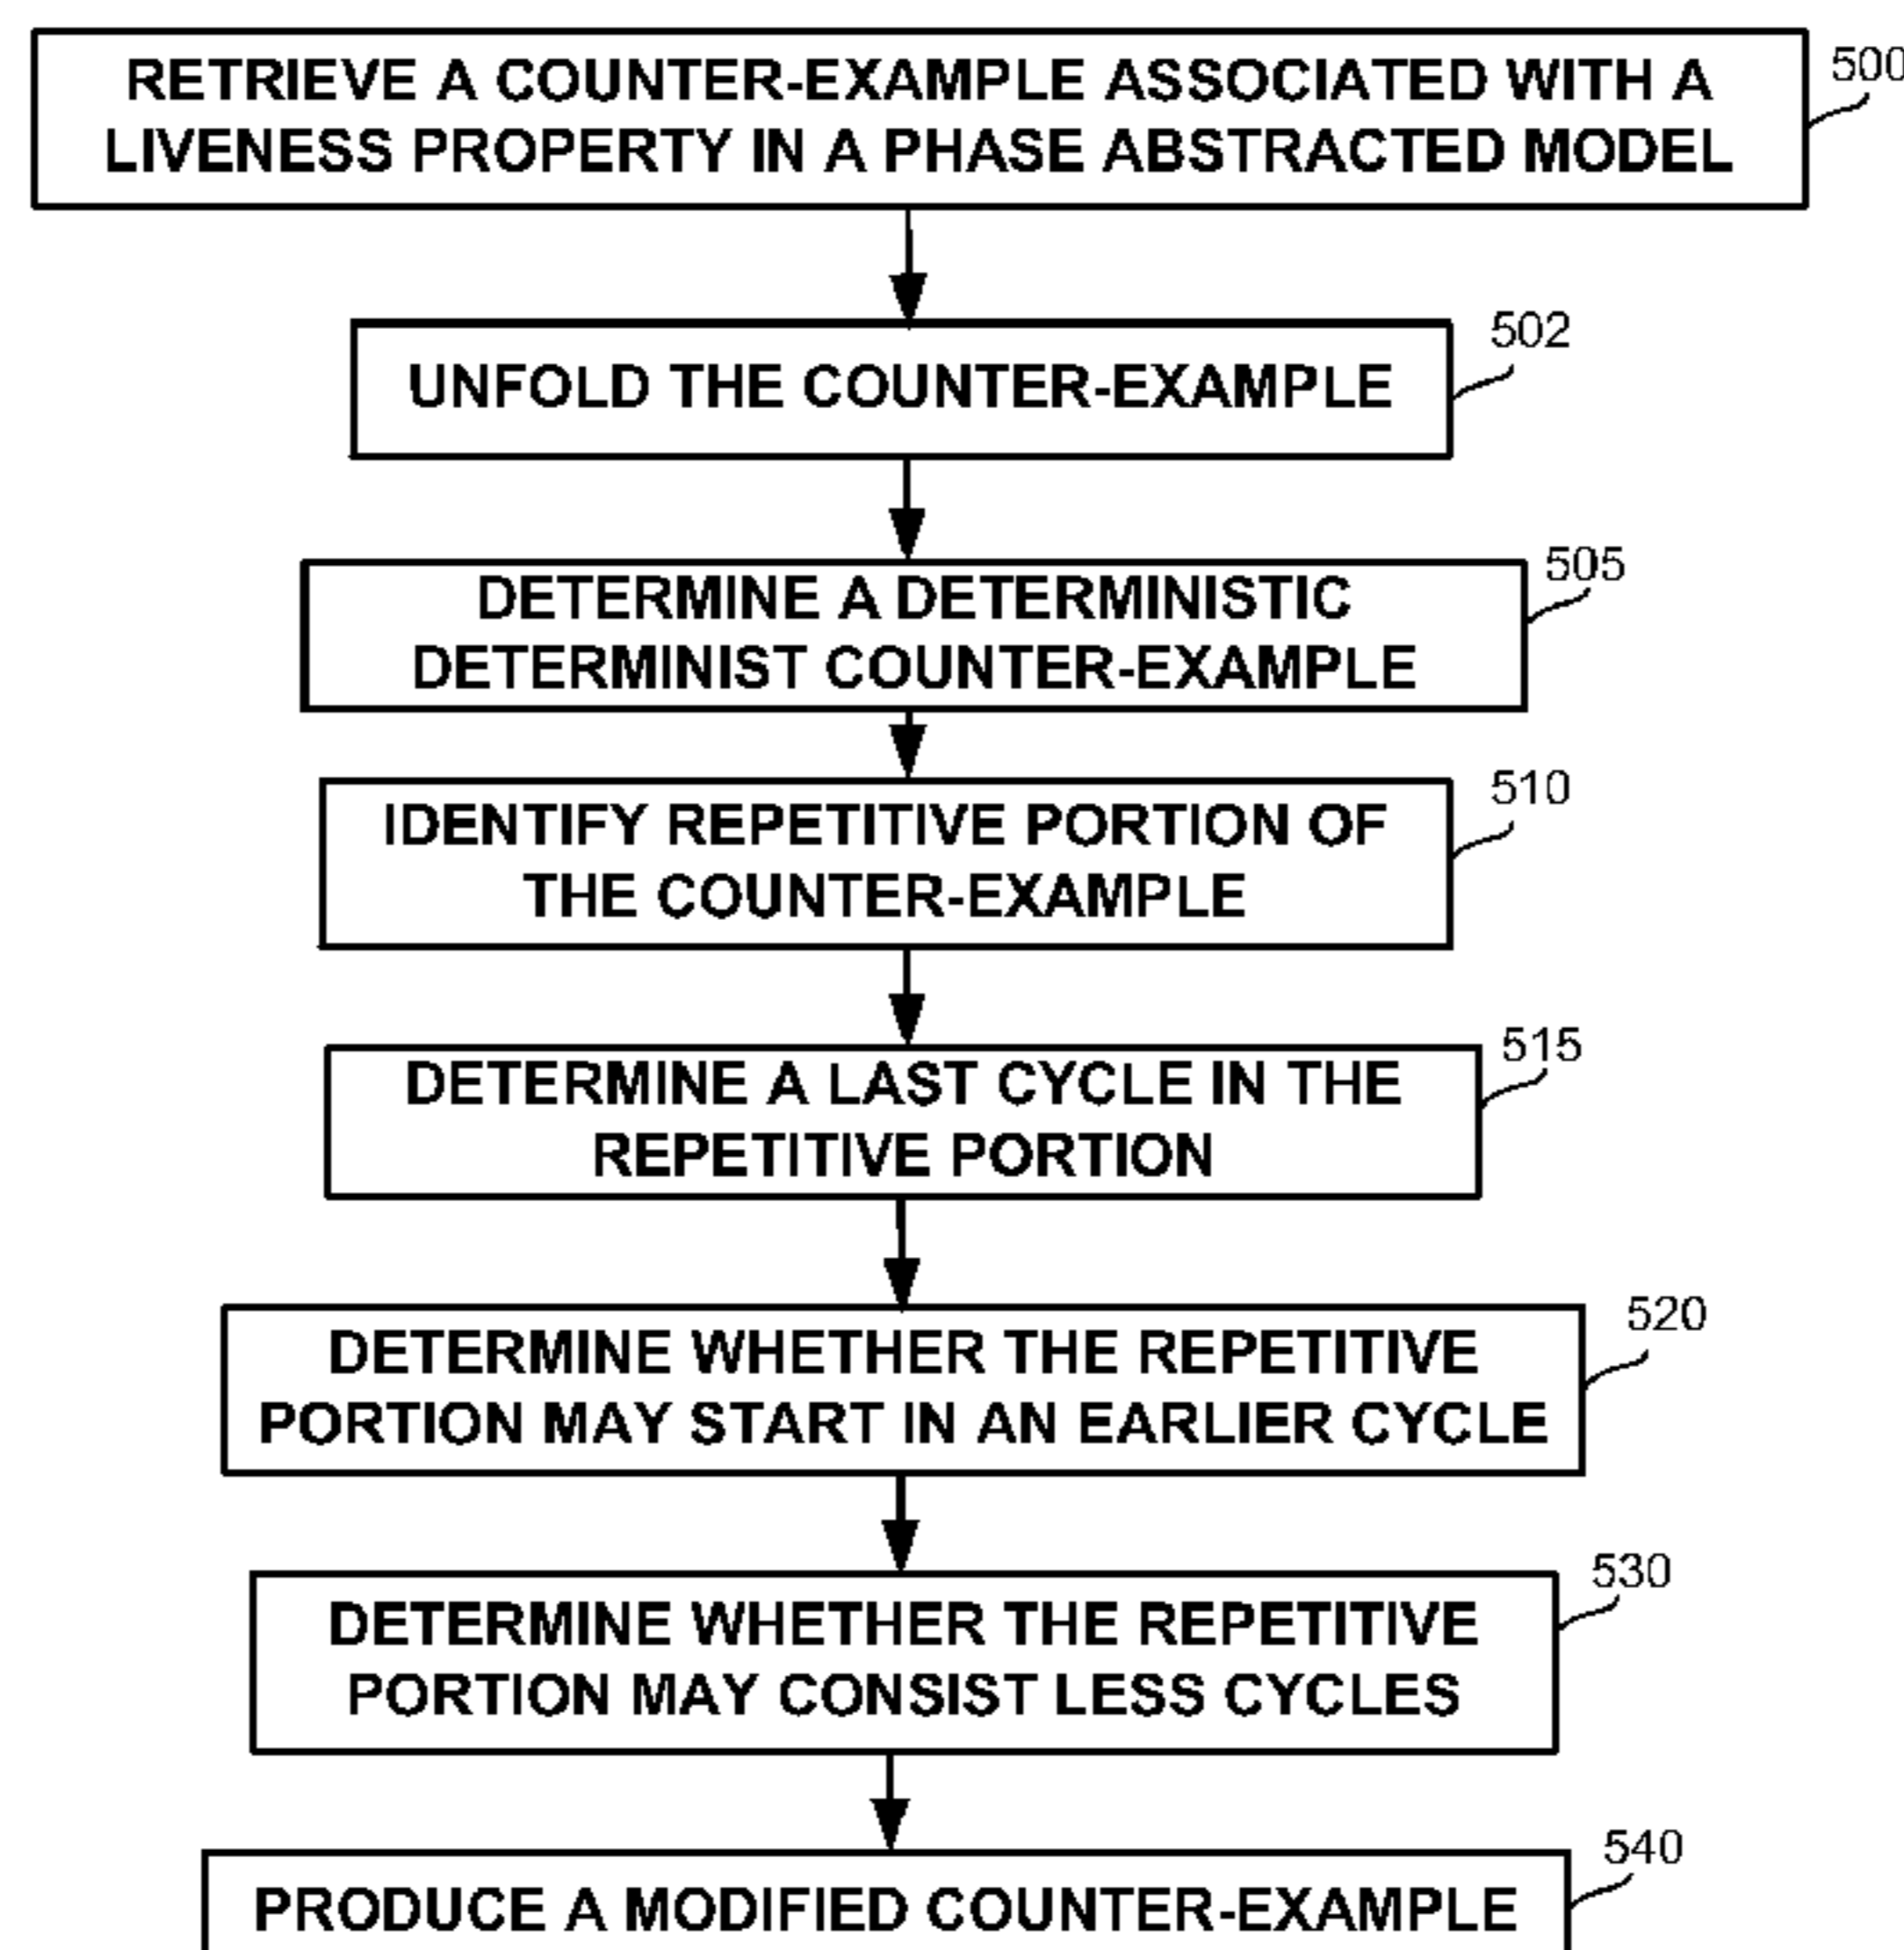 RETRIEVE A COUNTER-EXAMPLE ASSOCIATED WITH A
LIVENESS PROPERTY IN A PHASE ABSTRACTED MODEL
500
UNFOLD THE COUNTER-EXAMPLE
502
DETERMINE A DETERMINISTIC
DETERMINIST COUNTER-EXAMPLE
505
IDENTIFY REPETITIVE PORTION OF
THE COUNTER-EXAMPLE
510
DETERMINE A LAST CYCLE IN THE
REPETITIVE PORTION
515
DETERMINE WHETHER THE REPETITIVE
PORTION MAY START IN AN EARLIER CYCLE
520
DETERMINE WHETHER THE REPETITIVE
PORTION MAY CONSIST LESS CYCLES
530
PRODUCE A MODIFIED COUNTER-EXAMPLE
540